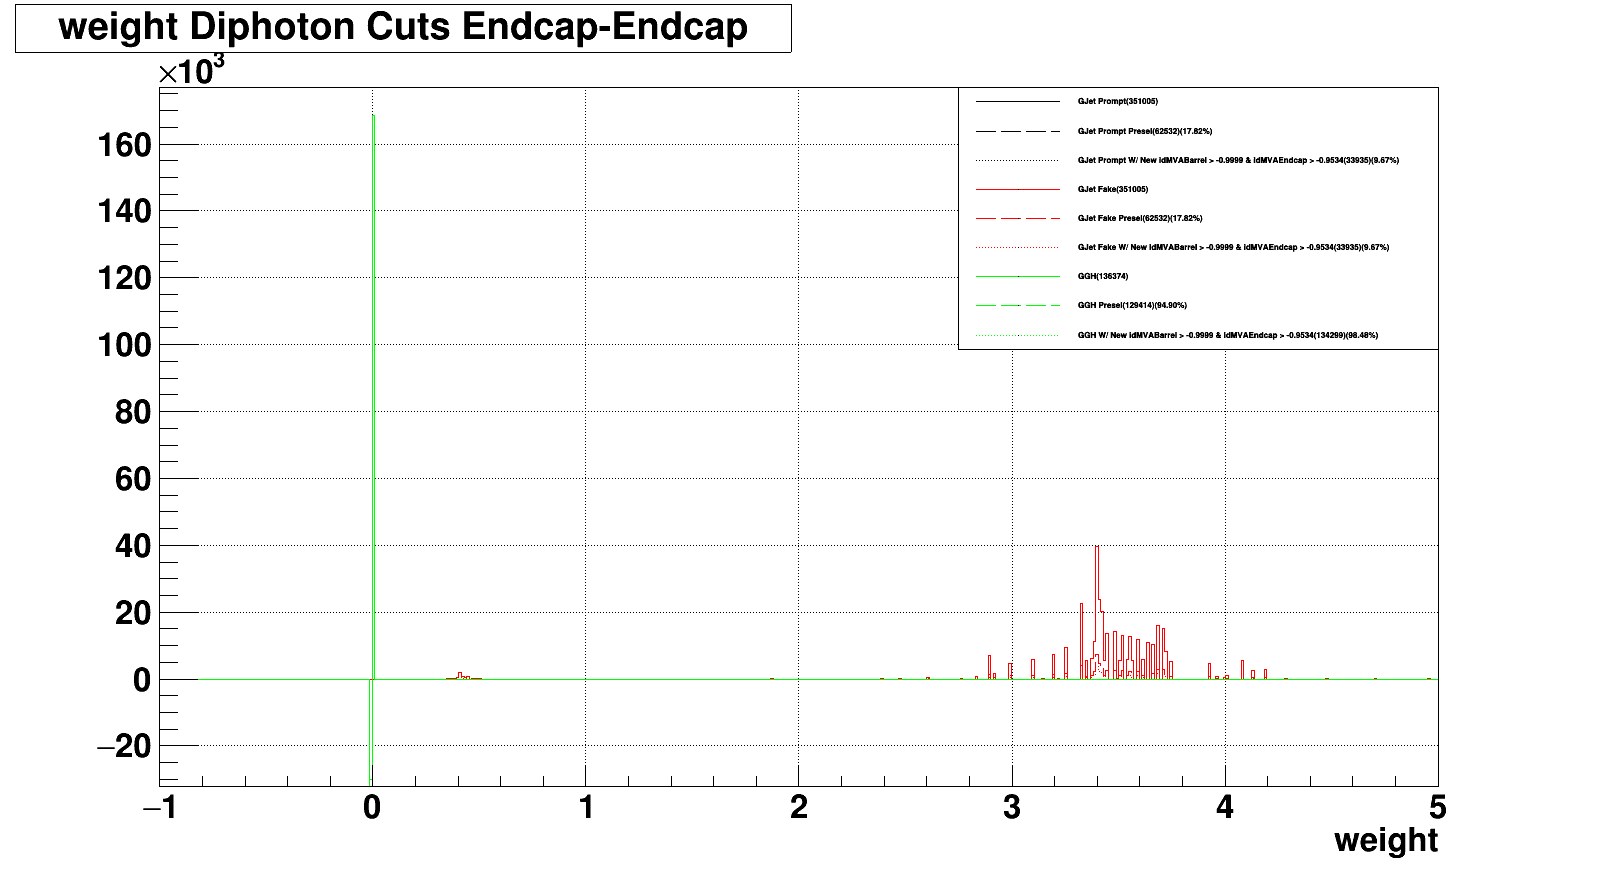 weight Diphoton Cuts Endcap-Endcap
×10³
GJet Prompt(351005)
GJet Prompt Presel(62532)(17.82%)
GJet Prompt W/ New idMVABarrel > -0.9999 & idMVAEndcap > -0.9534(33935)(9.67%)
GJet Fake(351005)
GJet Fake Presel(62532)(17.82%)
GJet Fake W/ New idMVABarrel > -0.9999 & idMVAEndcap > -0.9534(33935)(9.67%)
GGH(136374)
GGH Presel(129414)(94.90%)
GGH W/ New idMVABarrel > -0.9999 & idMVAEndcap > -0.9534(134299)(98.48%)
160
140
120
100
80
60
40
20
0
−20
−1 0 1 2 3 4 5
weight